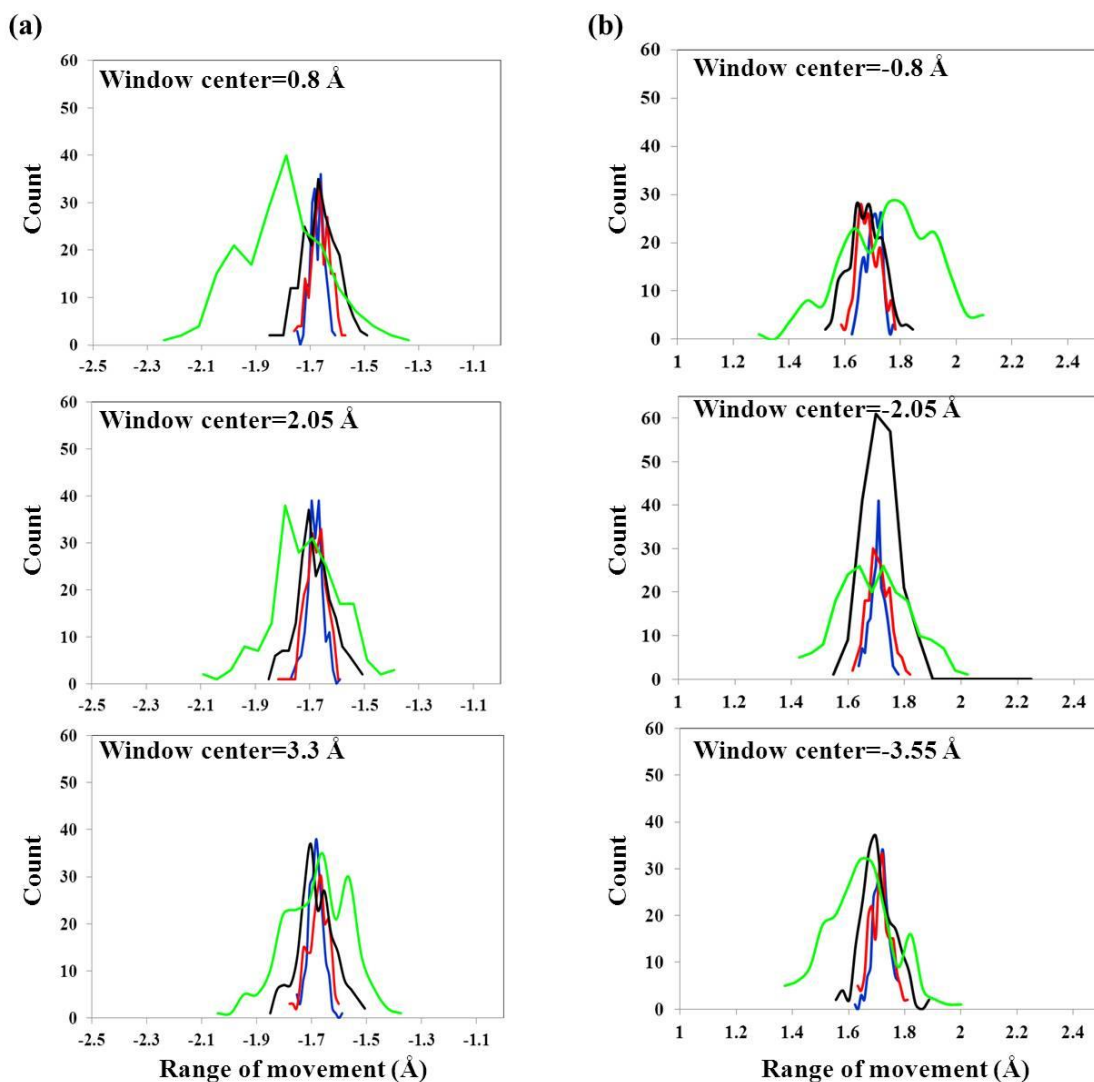 (a)
Window center=0.8 Å
60
50
40
30
20
10
0
Count
-2.5 -2.3 -2.1 -1.9 -1.7 -1.5 -1.3 -1.1
Window center=2.05 Å
60
50
40
30
20
10
0
Count
-2.5 -2.3 -2.1 -1.9 -1.7 -1.5 -1.3 -1.1
Window center=3.3 Å
60
50
40
30
20
10
0
Count
-2.5 -2.3 -2.1 -1.9 -1.7 -1.5 -1.3 -1.1
Range of movement (Å)
(b)
Window center=-0.8 Å
60
50
40
30
20
10
0
Count
1 1.2 1.4 1.6 1.8 2 2.2 2.4
Window center=-2.05 Å
60
50
40
30
20
10
0
Count
1 1.2 1.4 1.6 1.8 2 2.2 2.4
Window center=-3.55 Å
60
50
40
30
20
10
0
Count
1 1.2 1.4 1.6 1.8 2 2.2 2.4
Range of movement (Å)